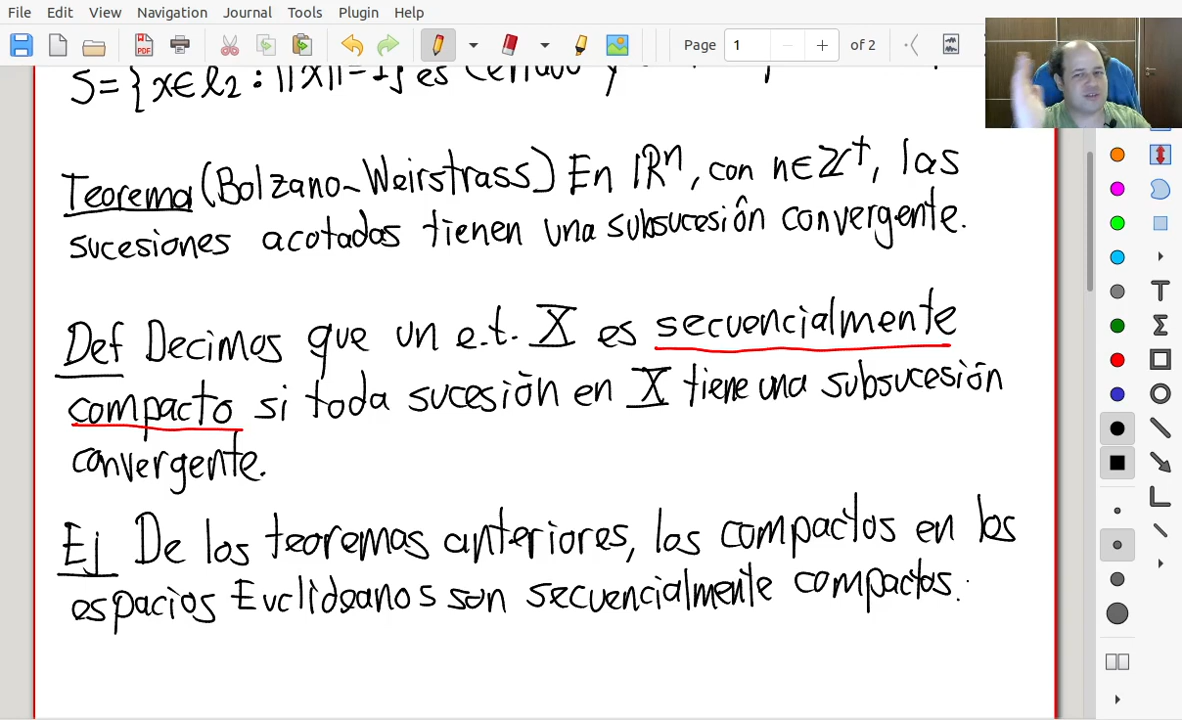 File Edit View Navigation Journal Tools Plugin Help
Page 1 of 2
S={x∈ℓ2: ||x||=1} es cerrado y
Teorema (Bolzano-Weirstrass) En ℝⁿ, con n∈ℤ⁺, las
sucesiones acotadas tienen una subsucesión convergente.
Def Decimos que un e.t. X es secuencialmente
compacto si toda sucesión en X tiene una subsucesión
convergente.
Ej De los teoremas anteriores, los compactos en los
espacios Euclideanos son secuencialmente compactos.